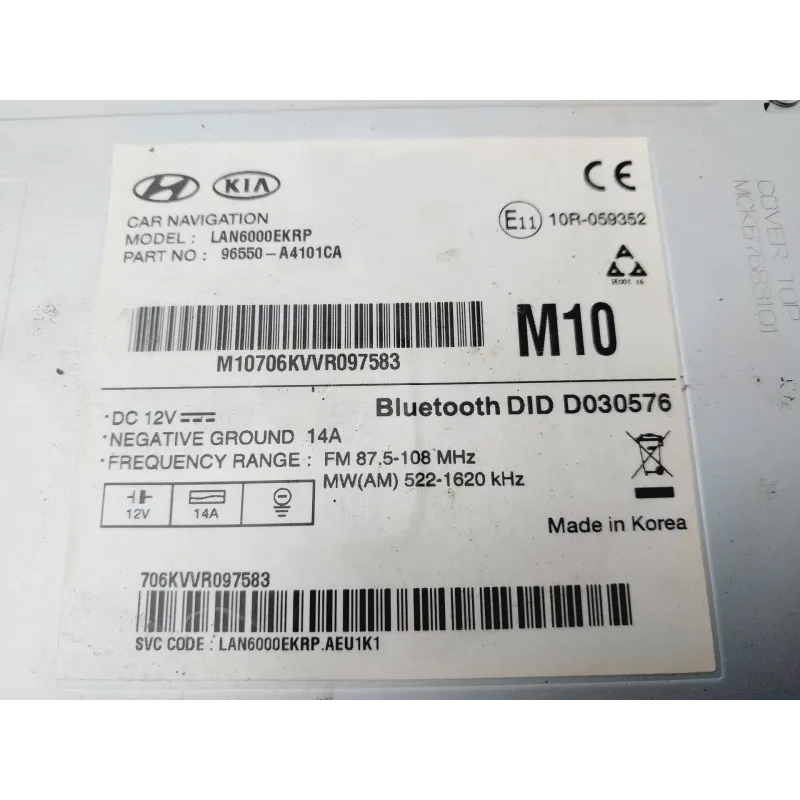 KIA
CE
CAR NAVIGATION
MODEL : LAN6000EKRP
PART NO : 96550-A4101CA
E11 10R-059352
M10
M10706KVVR097583
Bluetooth DID D030576
·DC 12V
·NEGATIVE GROUND 14A
·FREQUENCY RANGE : FM 87.5-108 MHz
MW(AM) 522-1620 kHz
12V 14A
Made in Korea
706KVVR097583
SVC CODE : LAN6000EKRP.AEU1K1
COVER TOP